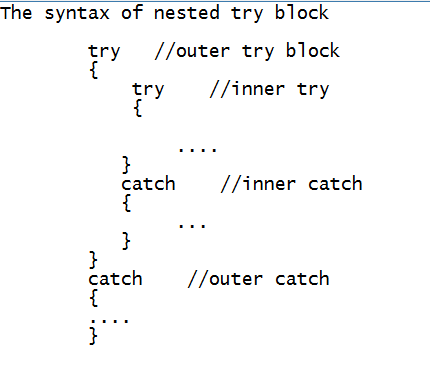 The syntax of nested try block
try //outer try block
{
try //inner try
{
....
}
catch //inner catch
{
...
}
}
catch //outer catch
{
....
}